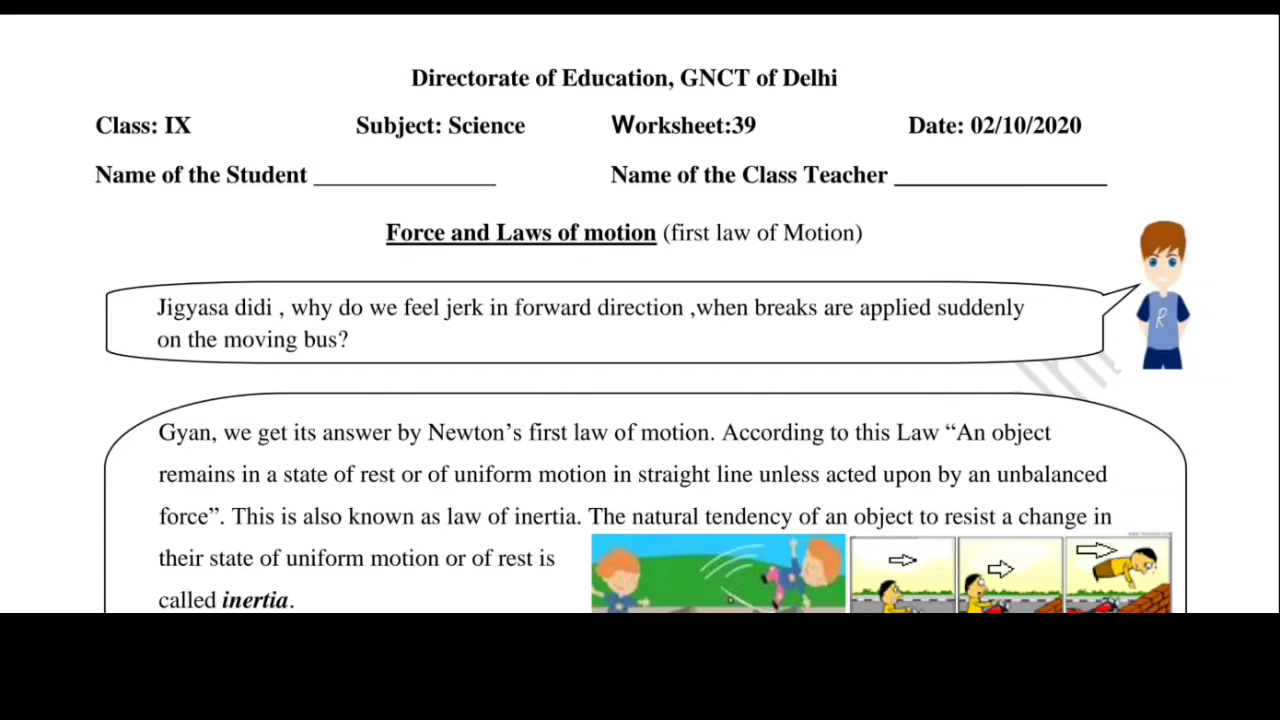 Directorate of Education, GNCT of Delhi
Class: IX Subject: Science Worksheet:39 Date: 02/10/2020
Name of the Student _______________ Name of the Class Teacher __________________
Force and Laws of motion (first law of Motion)
Jigyasa didi , why do we feel jerk in forward direction ,when breaks are applied suddenly
on the moving bus?
R
Gyan, we get its answer by Newton’s first law of motion. According to this Law “An object
remains in a state of rest or of uniform motion in straight line unless acted upon by an unbalanced
force”. This is also known as law of inertia. The natural tendency of an object to resist a change in
their state of uniform motion or of rest is
called inertia.